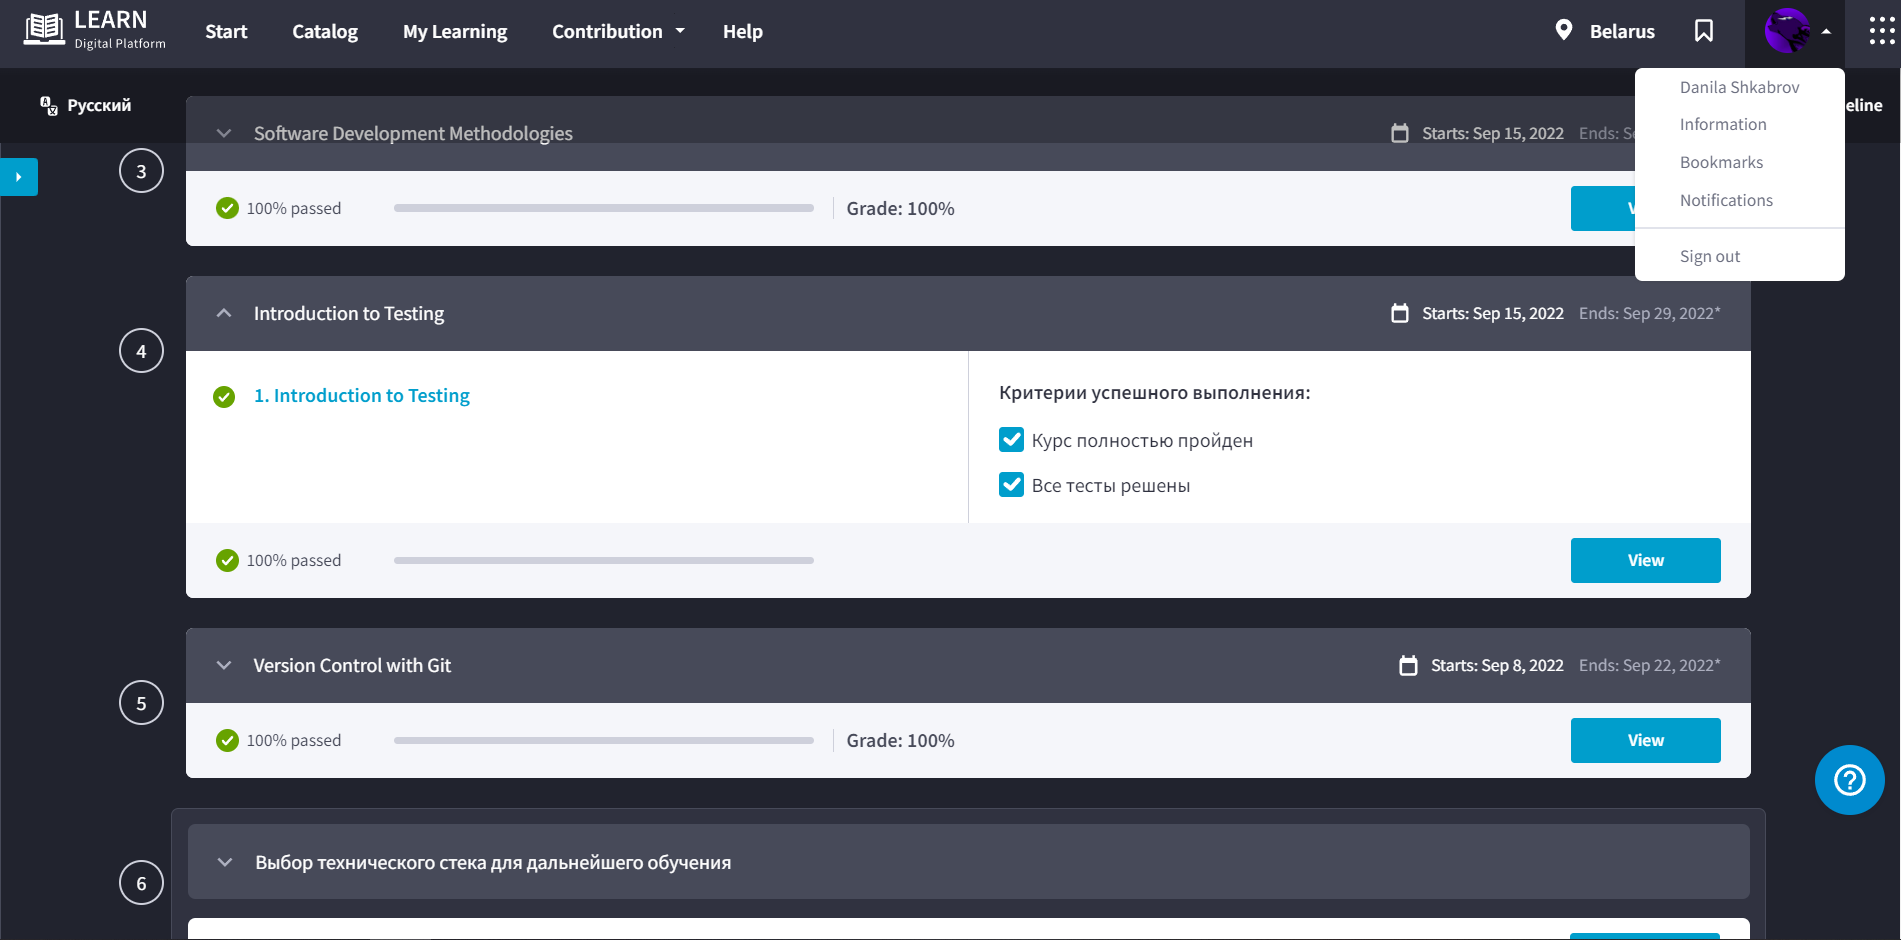 LEARN
Digital Platform
Start
Catalog
My Learning
Contribution
Help
Belarus
Русский
eline
Danila Shkabrov
Information
Bookmarks
Notifications
Sign out
3
Software Development Methodologies
Starts: Sep 15, 2022
Ends:
100% passed
Grade: 100%
4
Introduction to Testing
Starts: Sep 15, 2022
Ends: Sep 29, 2022*
1. Introduction to Testing
Критерии успешного выполнения:
Курс полностью пройден
Все тесты решены
100% passed
View
5
Version Control with Git
Starts: Sep 8, 2022
Ends: Sep 22, 2022*
100% passed
Grade: 100%
View
6
Выбор технического стека для дальнейшего обучения